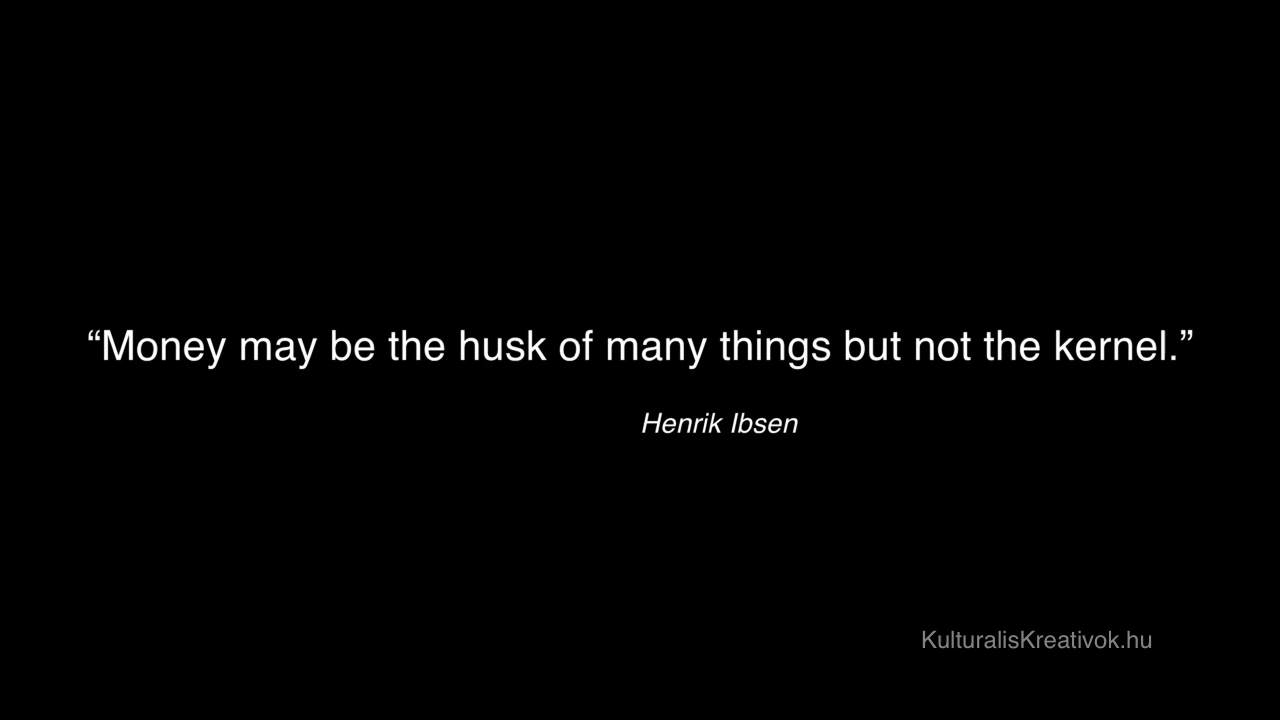 “Money may be the husk of many things but not the kernel.”
Henrik Ibsen
KulturalisKreativok.hu